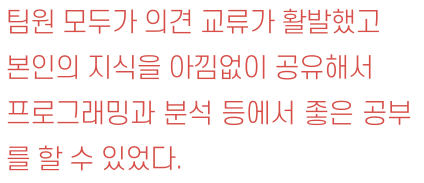 팀원 모두가 의견 교류가 활발했고
본인의 지식을 아낌없이 공유해서
프로그래밍과 분석 등에서 좋은 공부
를 할 수 있었다.